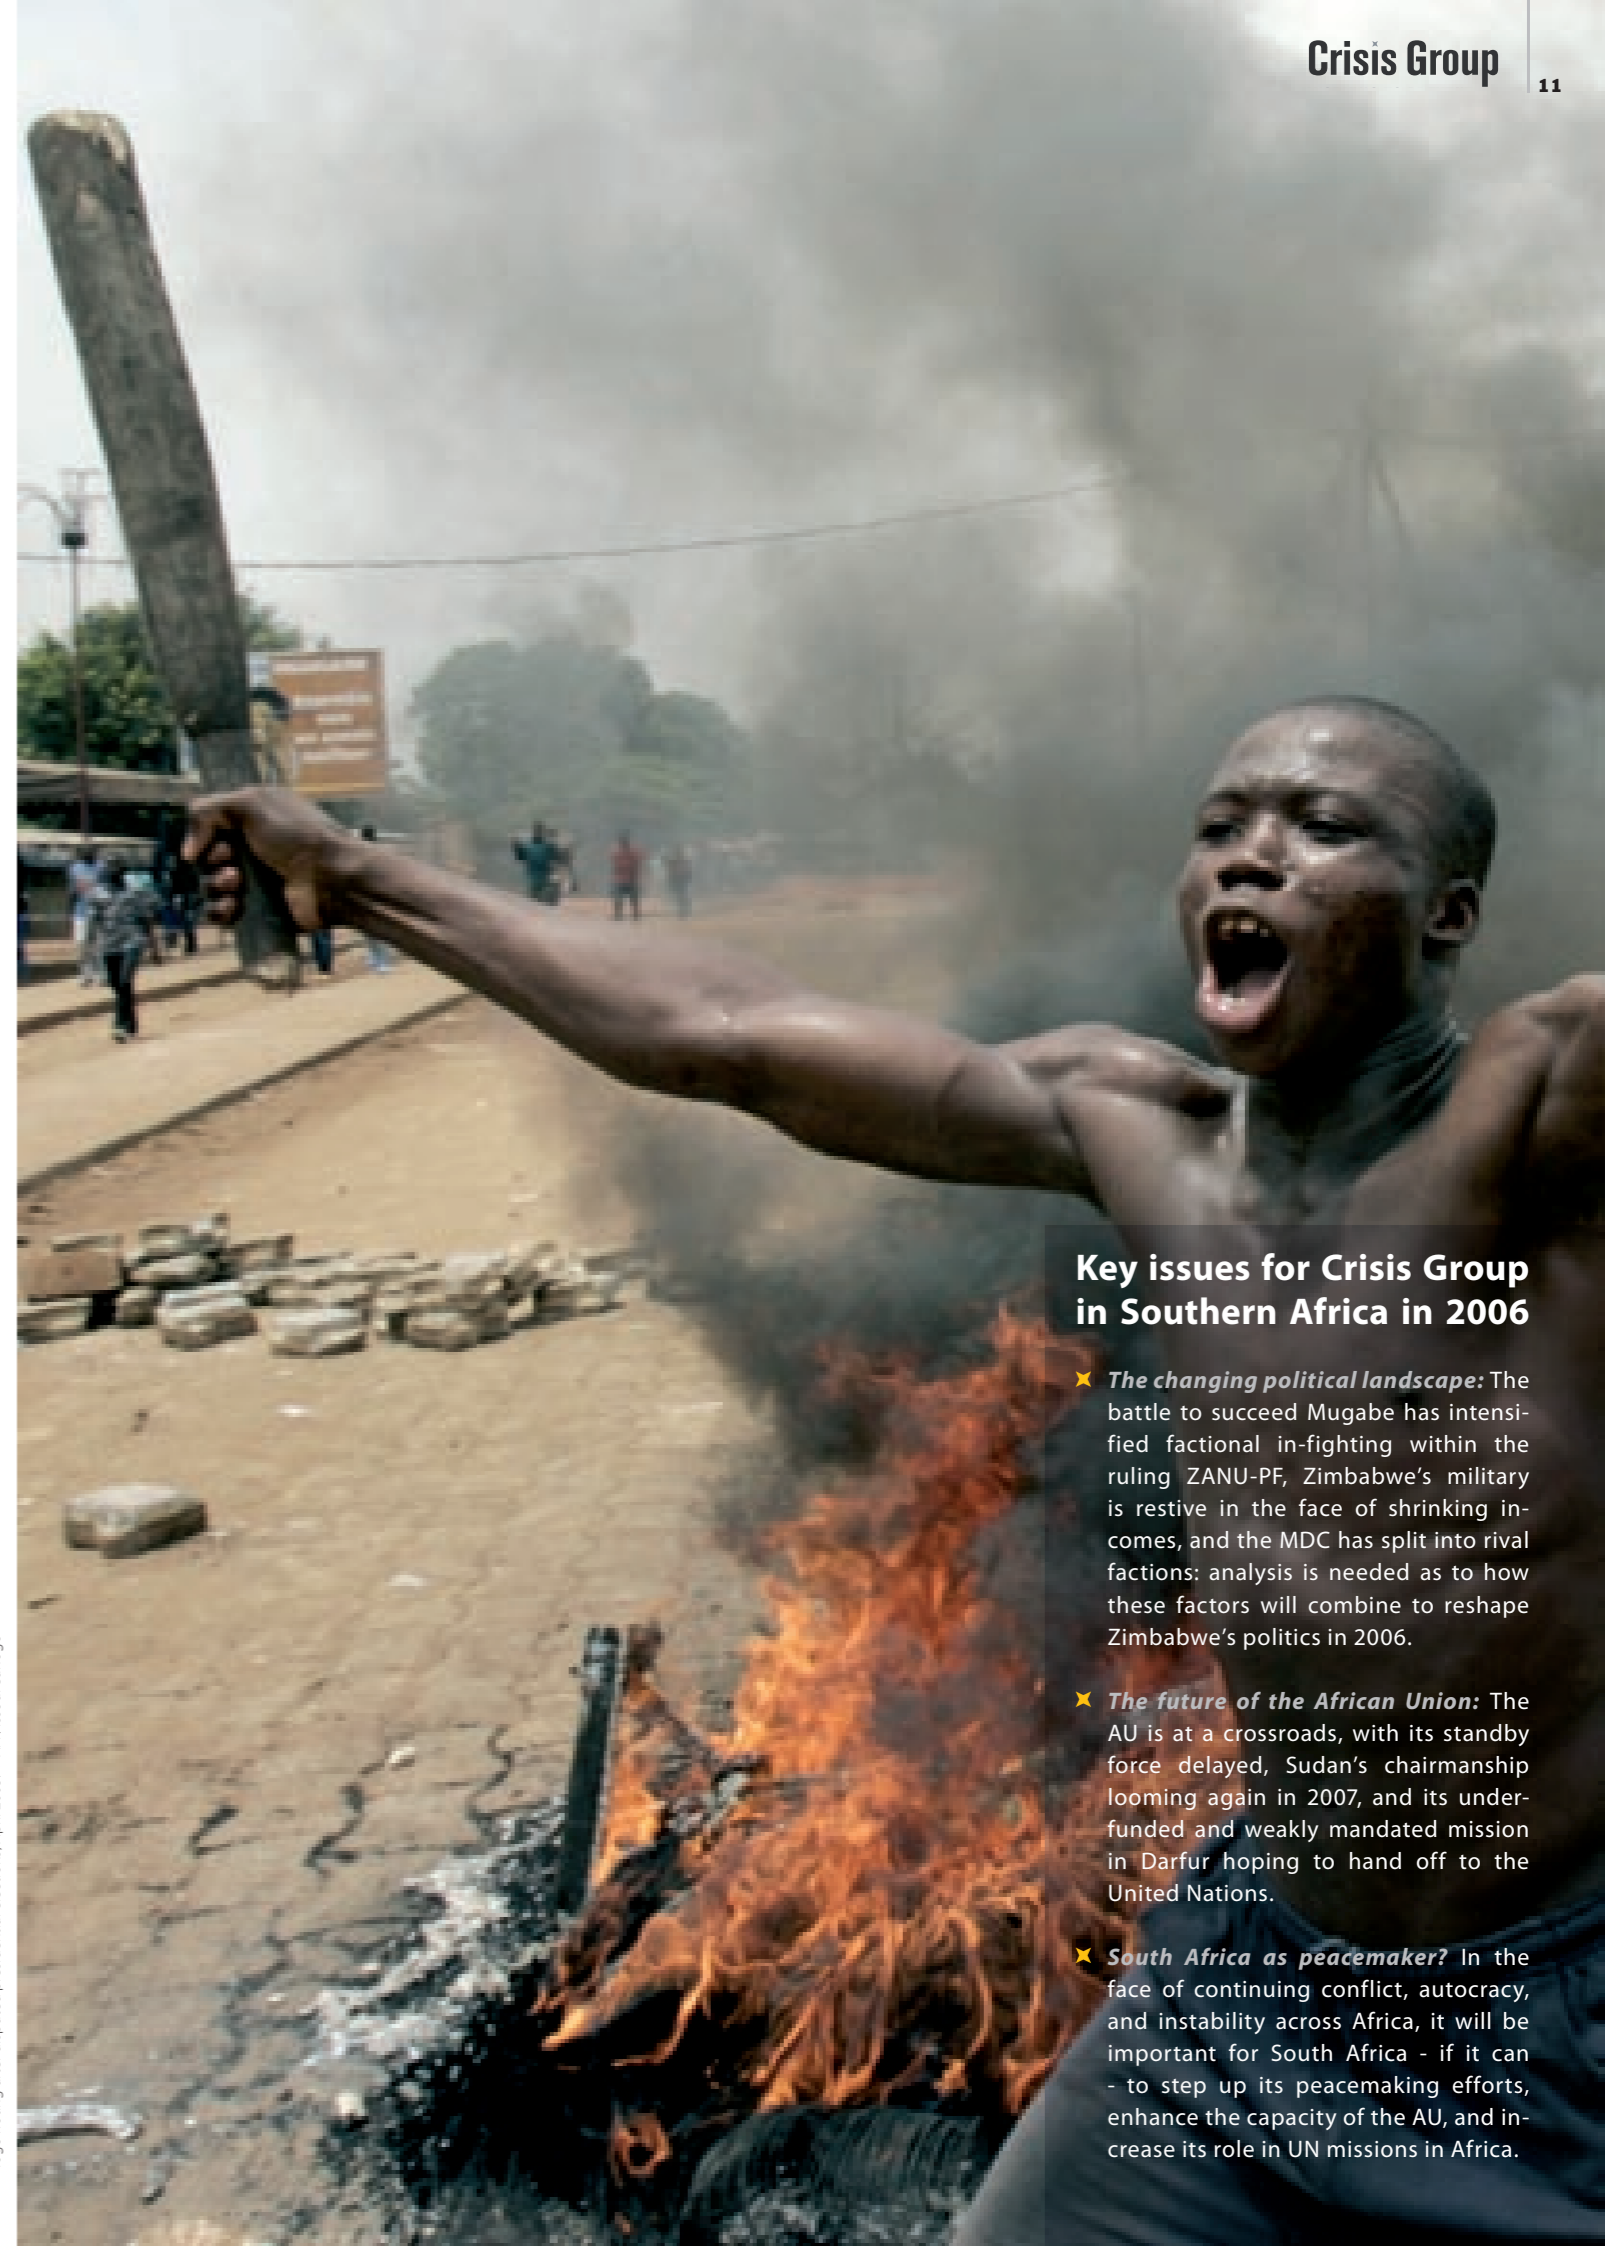 Crisis Group
11
Key issues for Crisis Group
in Southern Africa in 2006
The changing political landscape: The
battle to succeed Mugabe has intensi-
fied factional in-fighting within the
ruling ZANU-PF, Zimbabwe's military
is restive in the face of shrinking in-
comes, and the MDC has split into rival
factions: analysis is needed as to how
these factors will combine to reshape
Zimbabwe's politics in 2006.
The future of the African Union: The
AU is at a crossroads, with its standby
force delayed, Sudan's chairmanship
looming again in 2007, and its under-
funded and weakly mandated mission
in Darfur hoping to hand off to the
United Nations.
South Africa as peacemaker? In the
face of continuing conflict, autocracy,
and instability across Africa, it will be
important for South Africa - if it can
- to step up its peacemaking efforts,
enhance the capacity of the AU, and in-
crease its role in UN missions in Africa.